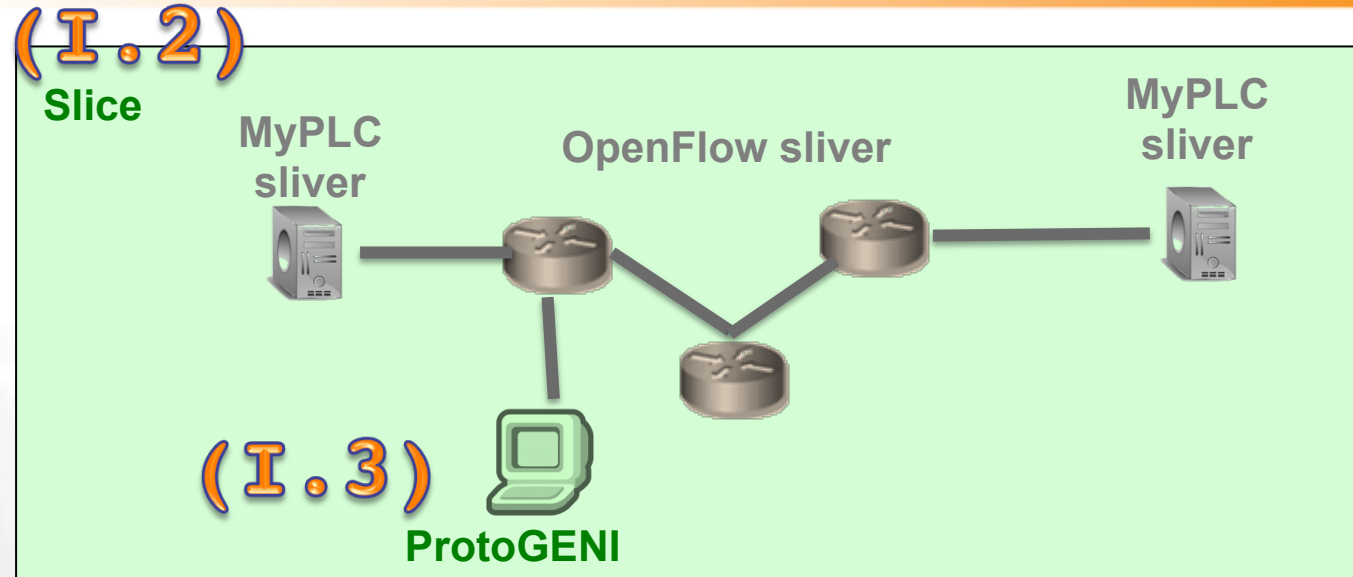 (I.2)
Slice
MyPLC
sliver
OpenFlow sliver
MyPLC
sliver
(I.3)
ProtoGENI